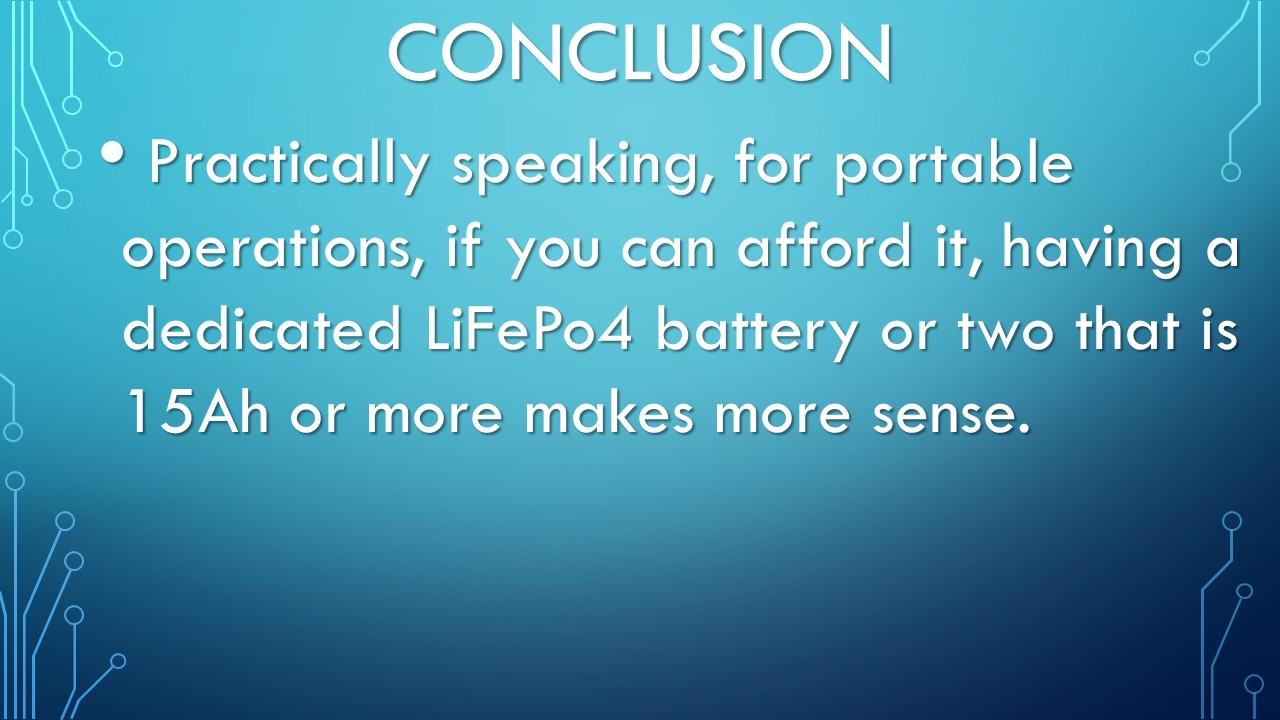 CONCLUSION
• Practically speaking, for portable
operations, if you can afford it, having a
dedicated LiFePo4 battery or two that is
15Ah or more makes more sense.